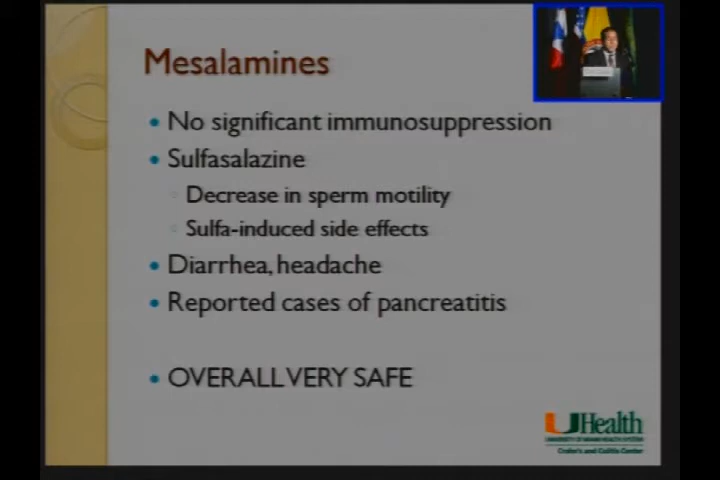 Mesalamines
• No significant immunosuppression
• Sulfasalazine
◦ Decrease in sperm motility
◦ Sulfa-induced side effects
• Diarrhea, headache
• Reported cases of pancreatitis
• OVERALL VERY SAFE
UHealth
UNIVERSITY OF MIAMI HEALTH SYSTEM
Crohn's and Colitis Center